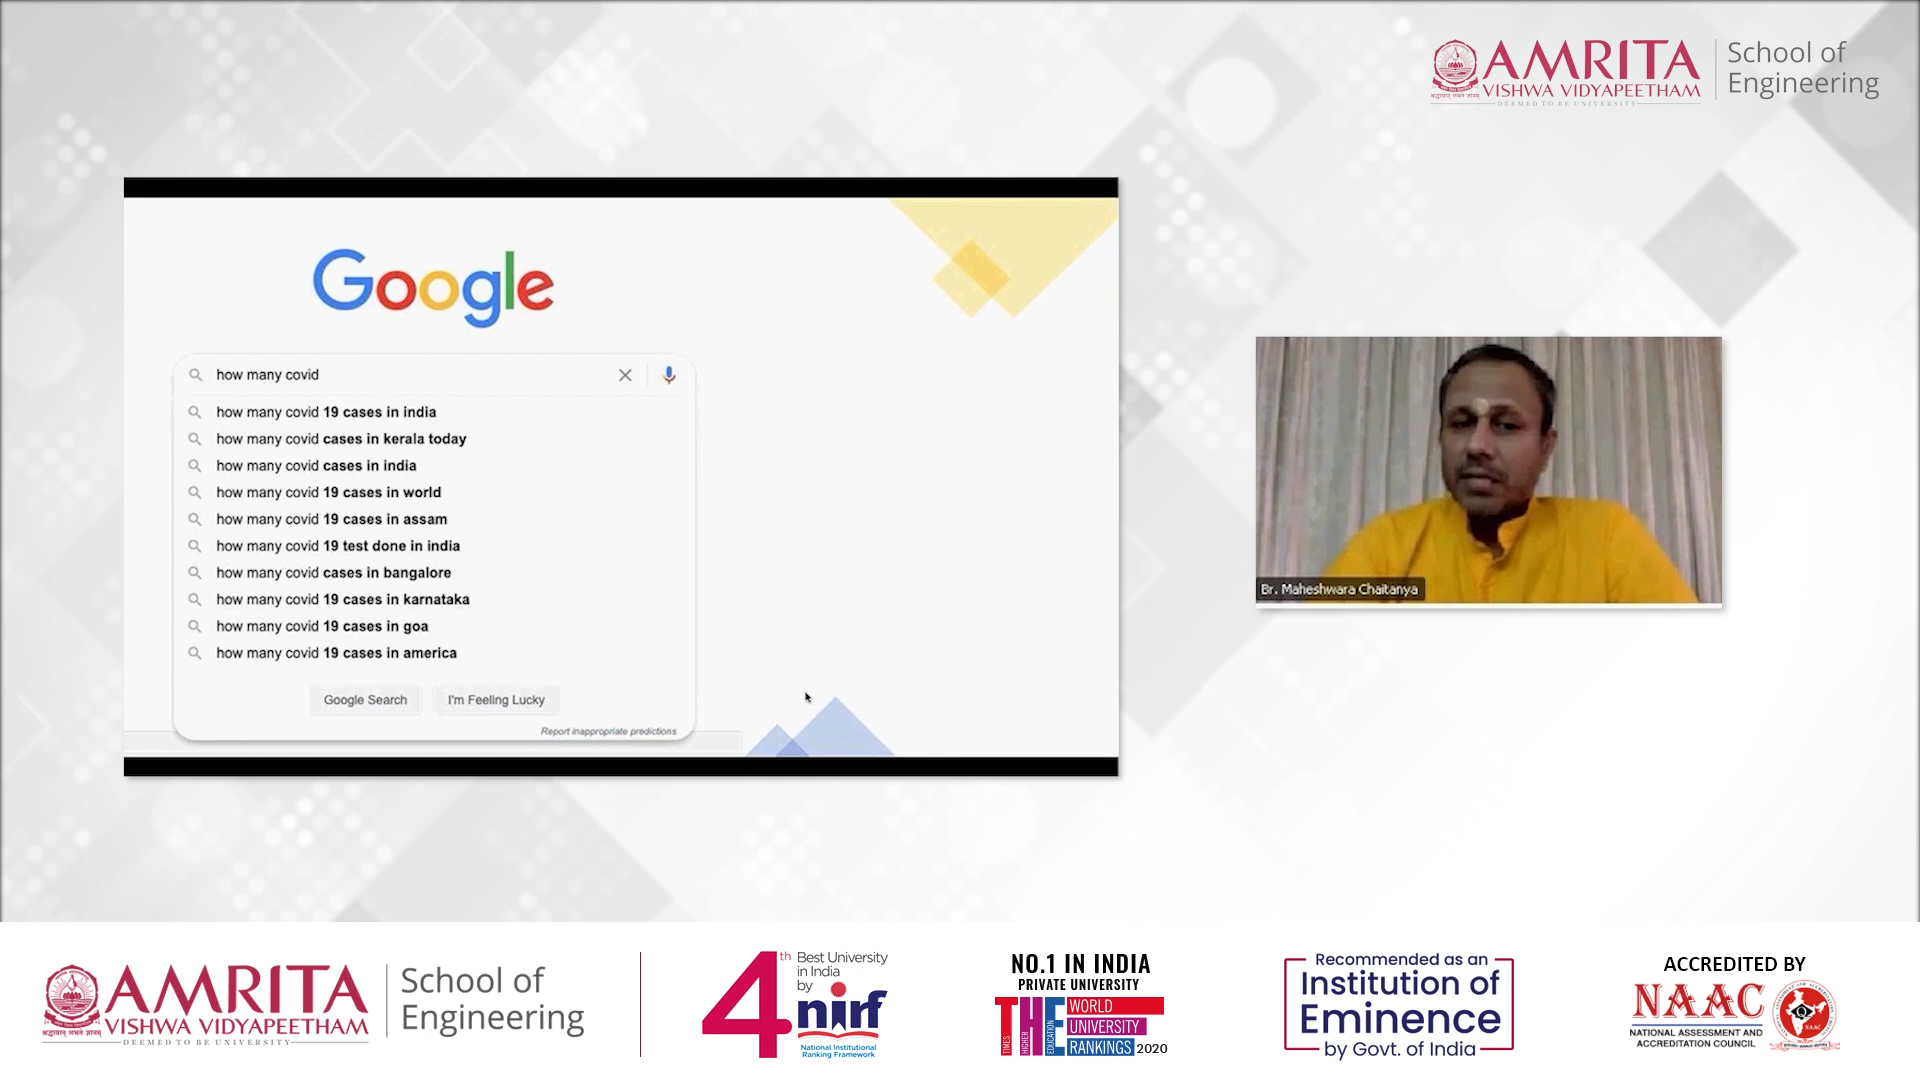 AMRITA
VISHWA VIDYAPEETHAM
DEEMED TO BE UNIVERSITY
School of
Engineering
Google
how many covid
how many covid 19 cases in india
how many covid cases in kerala today
how many covid cases in india
how many covid 19 cases in world
how many covid 19 cases in assam
how many covid 19 test done in india
how many covid cases in bangalore
how many covid 19 cases in karnataka
how many covid 19 cases in goa
how many covid 19 cases in america
Google Search
I'm Feeling Lucky
Report inappropriate predictions
Br. Maheshwara Chaitanya
AMRITA
VISHWA VIDYAPEETHAM
DEEMED TO BE UNIVERSITY
School of
Engineering
4th
Best University
in India
by
nirf
National Institutional
Ranking Framework
NO.1 IN INDIA
PRIVATE UNIVERSITY
TIMES HIGHER EDUCATION
WORLD
UNIVERSITY
RANKINGS 2020
Recommended as an
Institution of
Eminence
by Govt. of India
ACCREDITED BY
NAAC
NATIONAL ASSESSMENT AND
ACCREDITATION COUNCIL